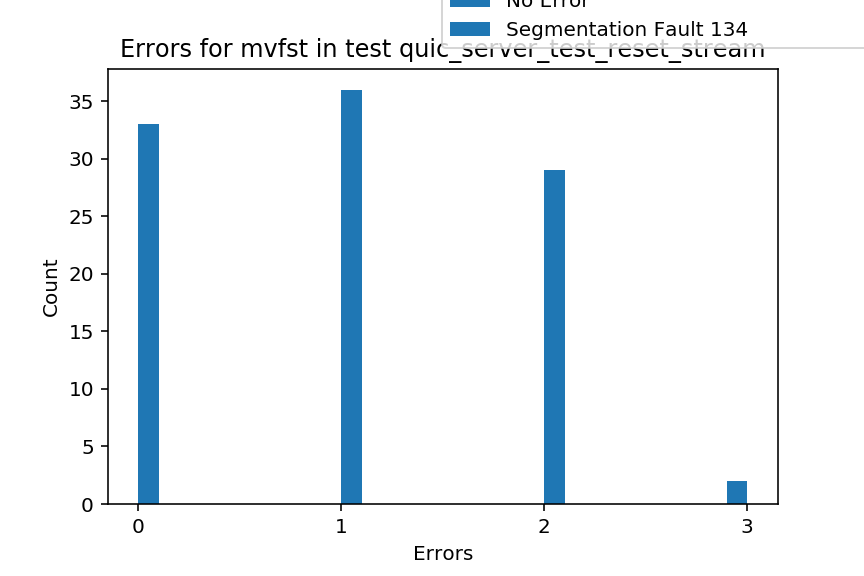 No Error
Segmentation Fault 134
Errors for mvfst in test quic_server_test_reset_stream
35
30
25
20
15
10
5
0
Count
0 1 2 3
Errors